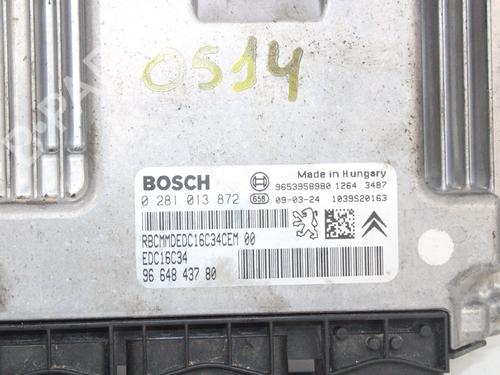 0514
BOSCH
Made in Hungary
9653958980 1264 3487
0 281 013 872 658 09-03-24 1039S20163
RBCMMDEDC16C34CEM 00
EDC16C34
96 648 437 80